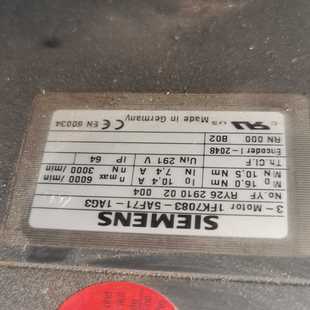 SIEMENS
3~Motor 1FK7083-5AF71-1AG3
No YF RY26 2910 02 004
M0 16.0 Nm I0 10.4 A nmax 6000 /min
MN 10.5 Nm IN 7.4 A nN 3000 /min
Th.Cl.F UIN 291 V IP 64
Encoder I-2048
RN 000 B02
c UR US Made in Germany CE EN 60034